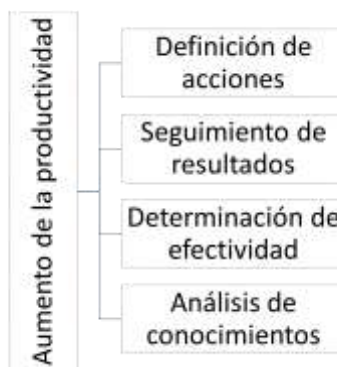 Aumento de la productividad
Definición de
acciones
Seguimiento de
resultados
Determinación de
efectividad
Análisis de
conocimientos